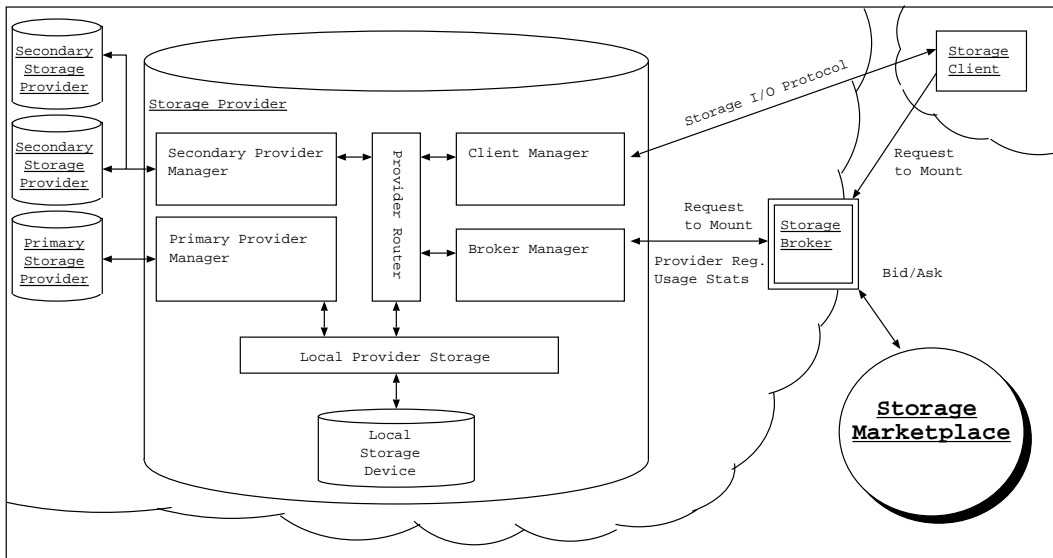 Secondary
Storage
Provider
Secondary
Storage
Provider
Primary
Storage
Provider
Storage Provider
Secondary Provider
Manager
Primary Provider
Manager
Provider Router
Client Manager
Broker Manager
Local Provider Storage
Local
Storage
Device
Storage I/O Protocol
Storage
Client
Request
to Mount
Request
to Mount
Provider Reg.
Usage Stats
Storage
Broker
Bid/Ask
Storage
Marketplace